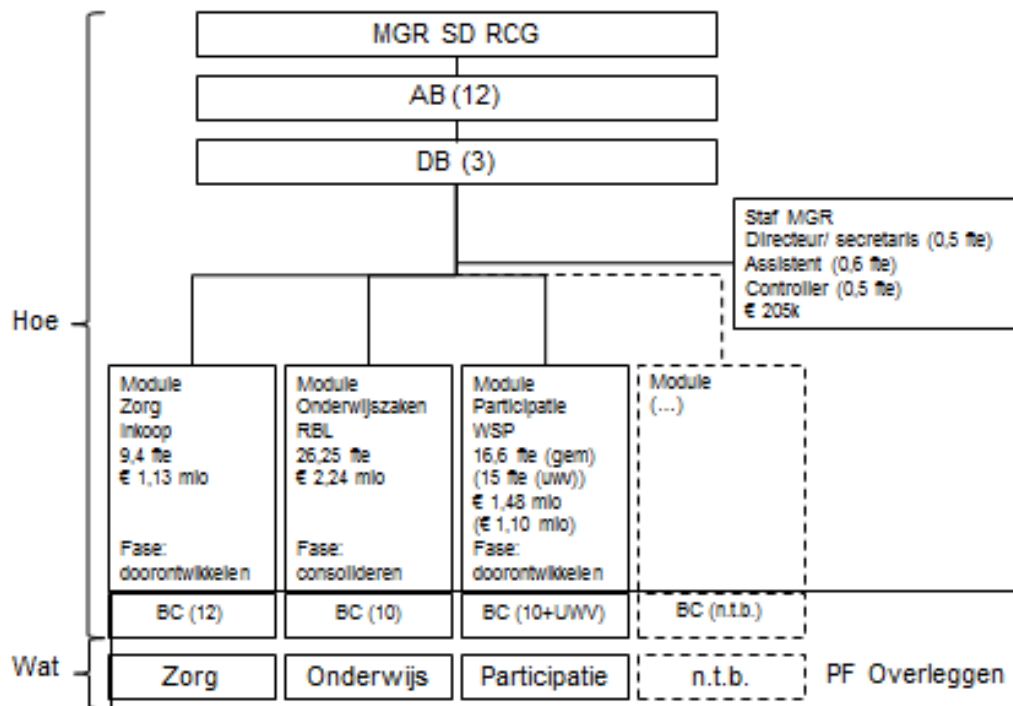 MGR SD RCG
AB (12)
DB (3)
Staf MGR
Directeur/ secretaris (0,5 fte)
Assistent (0,6 fte)
Controller (0,5 fte)
€ 205k
Hoe
Module
Zorg
Inkoop
9,4 fte
€ 1,13 mlo
Fase:
doorontwikkelen
Module
Onderwijszaken
RBL
26,25 fte
€ 2,24 mlo
Fase:
consolideren
Module
Participatie
WSP
16,6 fte (gem)
(15 fte (uwv))
€ 1,48 mlo
(€ 1,10 mlo)
Fase:
doorontwikkelen
Module
(...)
BC (12)
BC (10)
BC (10+UWV)
BC (n.t.b.)
Wat
Zorg
Onderwijs
Participatie
n.t.b.
PF Overleggen